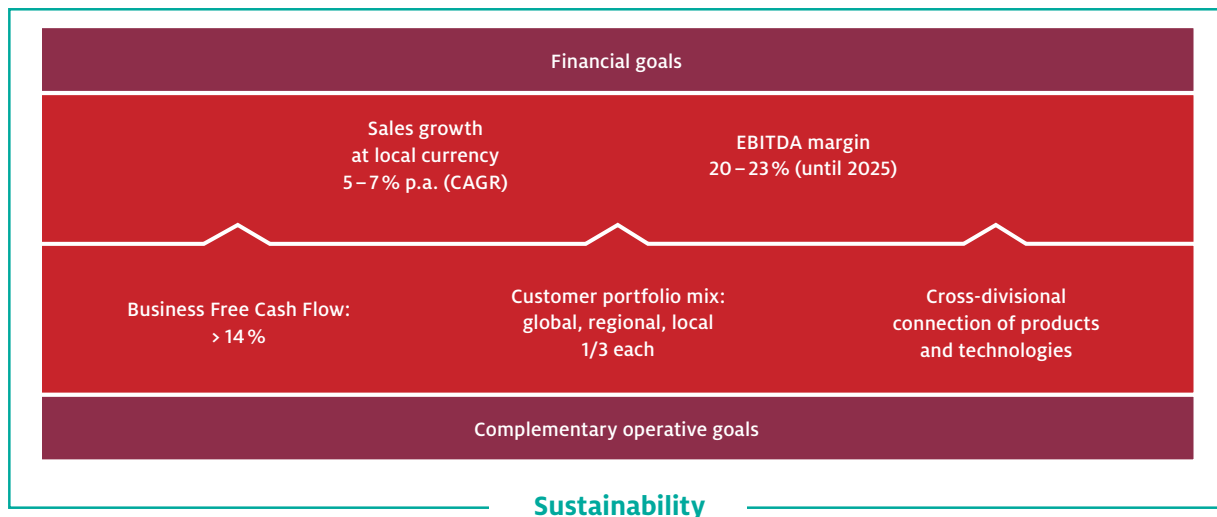 Financial goals
Sales growth
at local currency
5 – 7 % p.a. (CAGR)
EBITDA margin
20 – 23 % (until 2025)
Business Free Cash Flow:
> 14 %
Customer portfolio mix:
global, regional, local
1/3 each
Cross-divisional
connection of products
and technologies
Complementary operative goals
Sustainability